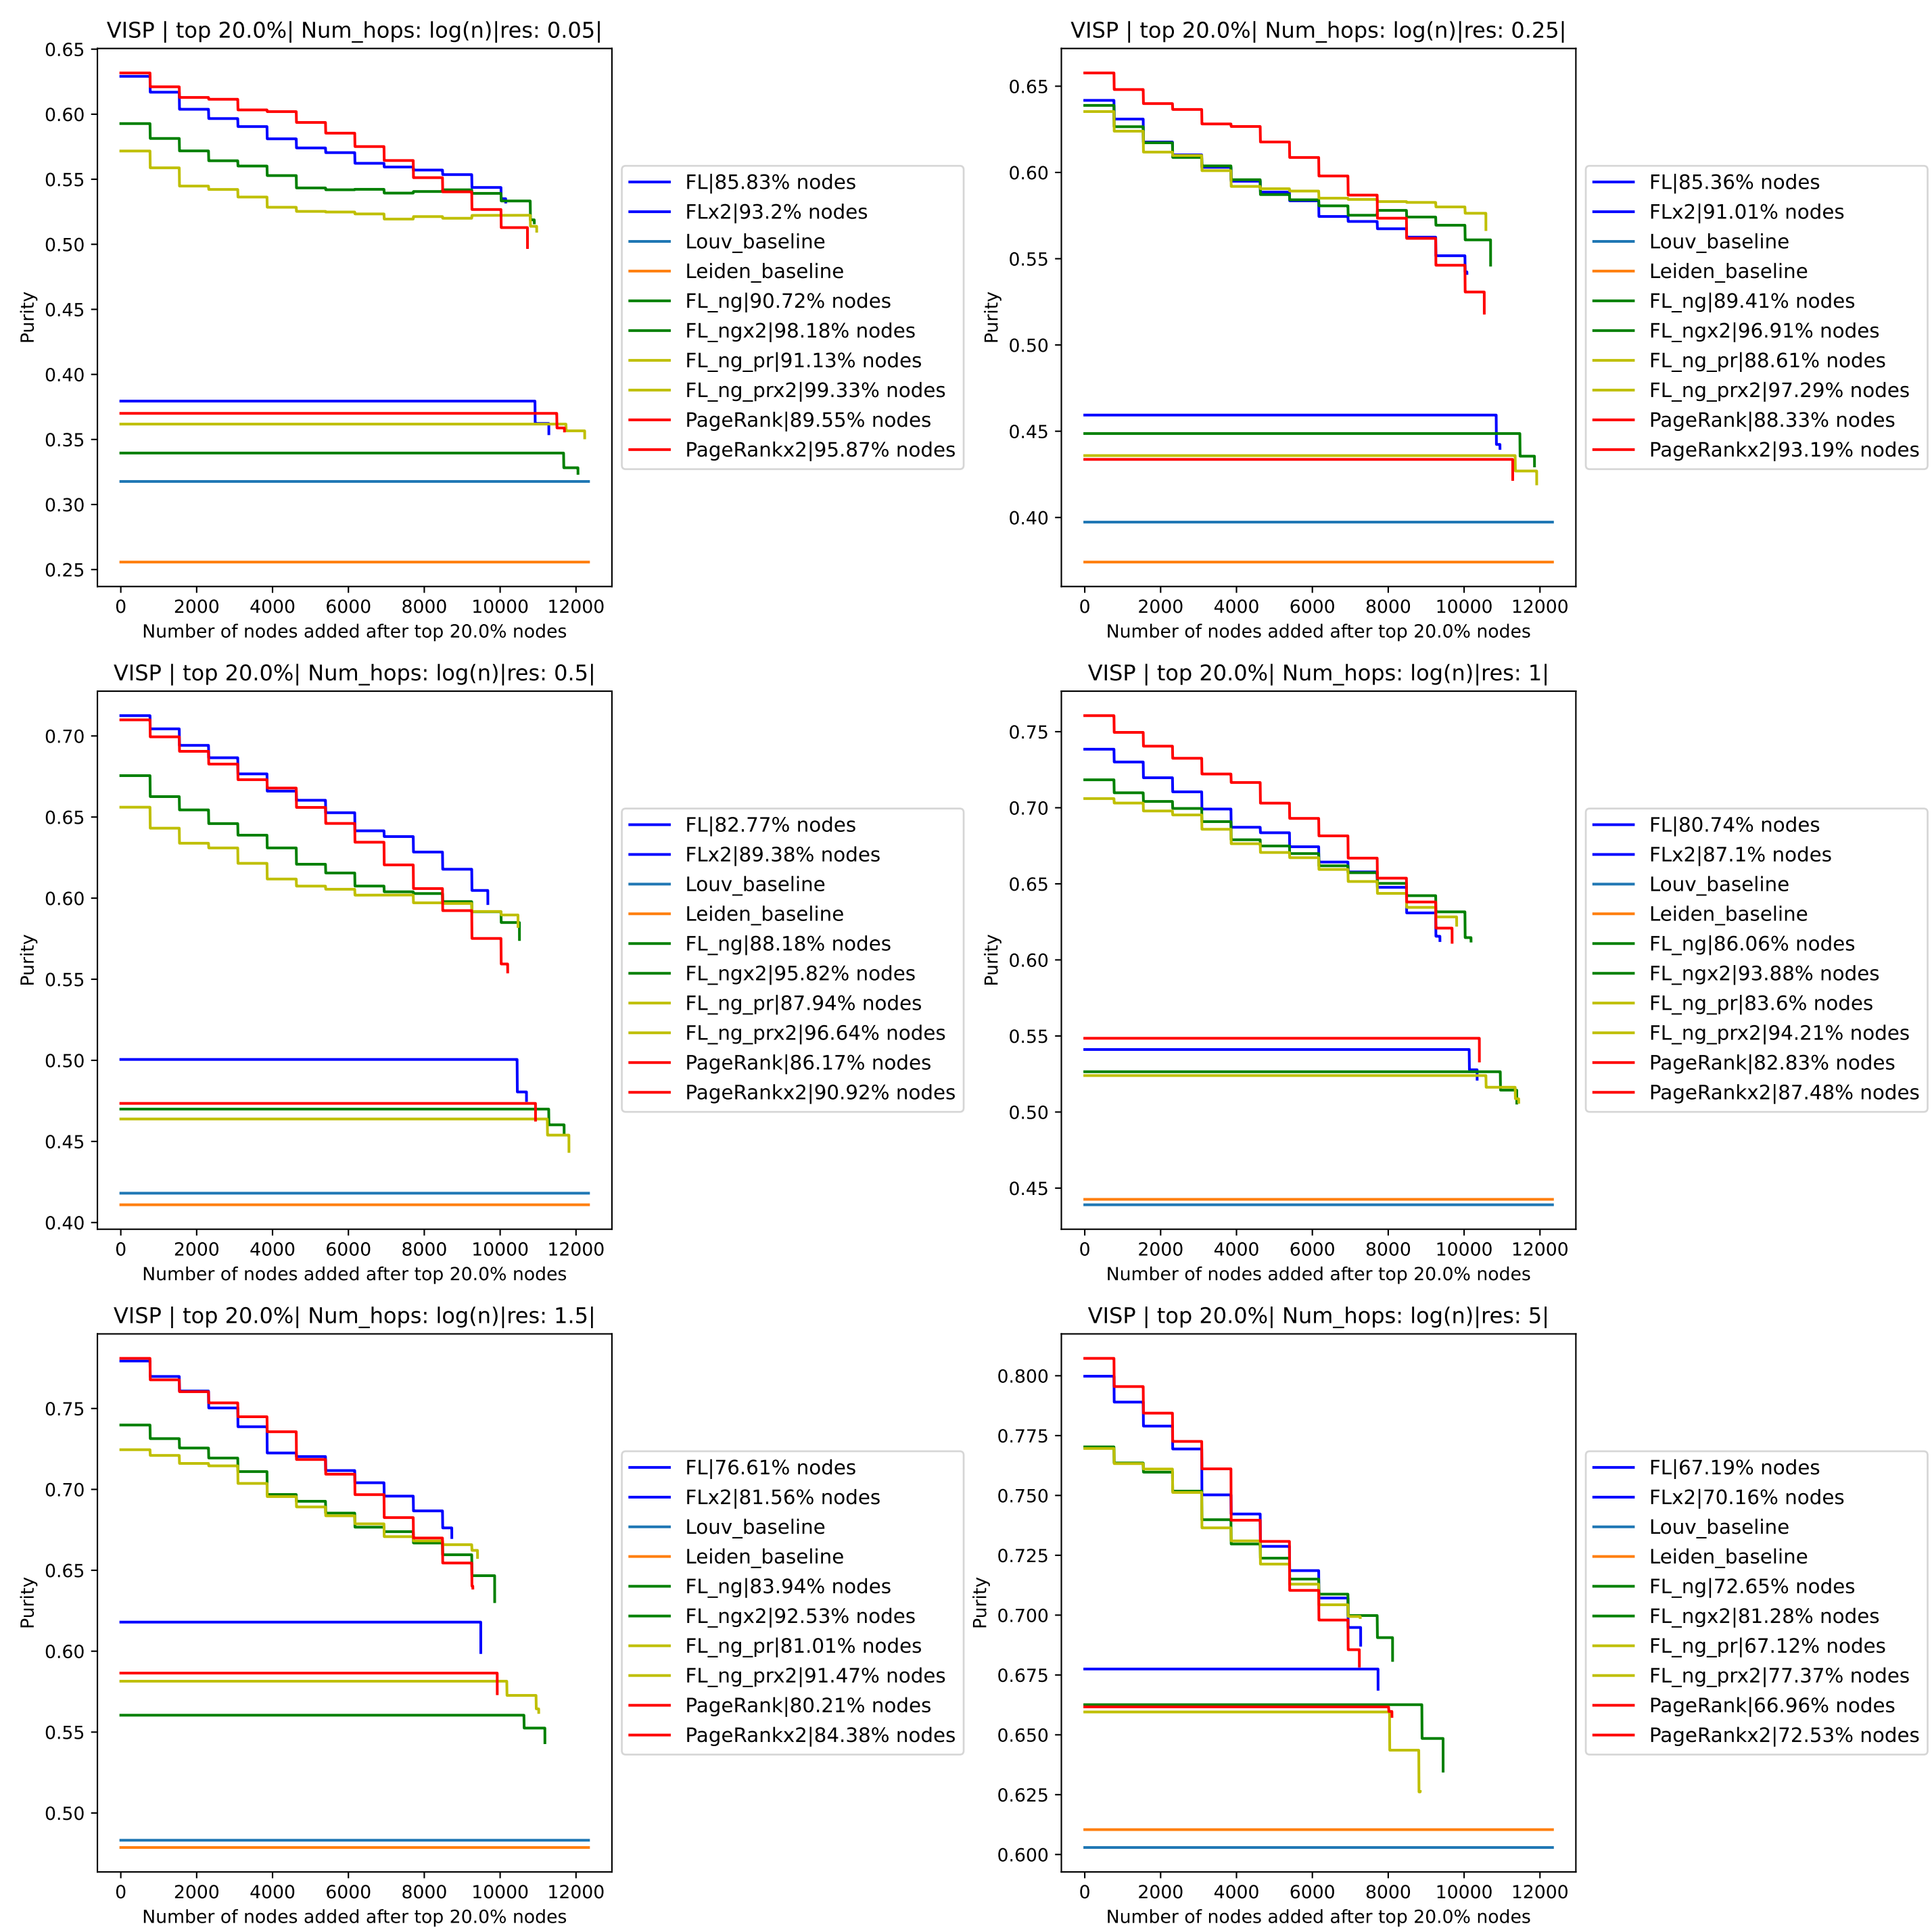 VISP | top 20.0%| Num_hops: log(n)|res: 0.05|
0.65
0.60
0.55
0.50
0.45
0.40
0.35
0.30
0.25
Purity
0 2000 4000 6000 8000 10000 12000
Number of nodes added after top 20.0% nodes
FL|85.83% nodes
FLx2|93.2% nodes
Louv_baseline
Leiden_baseline
FL_ng|90.72% nodes
FL_ngx2|98.18% nodes
FL_ng_pr|91.13% nodes
FL_ng_prx2|99.33% nodes
PageRank|89.55% nodes
PageRankx2|95.87% nodes
VISP | top 20.0%| Num_hops: log(n)|res: 0.25|
0.65
0.60
0.55
0.50
0.45
0.40
Purity
0 2000 4000 6000 8000 10000 12000
Number of nodes added after top 20.0% nodes
FL|85.36% nodes
FLx2|91.01% nodes
Louv_baseline
Leiden_baseline
FL_ng|89.41% nodes
FL_ngx2|96.91% nodes
FL_ng_pr|88.61% nodes
FL_ng_prx2|97.29% nodes
PageRank|88.33% nodes
PageRankx2|93.19% nodes
VISP | top 20.0%| Num_hops: log(n)|res: 0.5|
0.70
0.65
0.60
0.55
0.50
0.45
0.40
Purity
0 2000 4000 6000 8000 10000 12000
Number of nodes added after top 20.0% nodes
FL|82.77% nodes
FLx2|89.38% nodes
Louv_baseline
Leiden_baseline
FL_ng|88.18% nodes
FL_ngx2|95.82% nodes
FL_ng_pr|87.94% nodes
FL_ng_prx2|96.64% nodes
PageRank|86.17% nodes
PageRankx2|90.92% nodes
VISP | top 20.0%| Num_hops: log(n)|res: 1|
0.75
0.70
0.65
0.60
0.55
0.50
0.45
Purity
0 2000 4000 6000 8000 10000 12000
Number of nodes added after top 20.0% nodes
FL|80.74% nodes
FLx2|87.1% nodes
Louv_baseline
Leiden_baseline
FL_ng|86.06% nodes
FL_ngx2|93.88% nodes
FL_ng_pr|83.6% nodes
FL_ng_prx2|94.21% nodes
PageRank|82.83% nodes
PageRankx2|87.48% nodes
VISP | top 20.0%| Num_hops: log(n)|res: 1.5|
0.75
0.70
0.65
0.60
0.55
0.50
Purity
0 2000 4000 6000 8000 10000 12000
Number of nodes added after top 20.0% nodes
FL|76.61% nodes
FLx2|81.56% nodes
Louv_baseline
Leiden_baseline
FL_ng|83.94% nodes
FL_ngx2|92.53% nodes
FL_ng_pr|81.01% nodes
FL_ng_prx2|91.47% nodes
PageRank|80.21% nodes
PageRankx2|84.38% nodes
VISP | top 20.0%| Num_hops: log(n)|res: 5|
0.800
0.775
0.750
0.725
0.700
0.675
0.650
0.625
0.600
Purity
0 2000 4000 6000 8000 10000 12000
Number of nodes added after top 20.0% nodes
FL|67.19% nodes
FLx2|70.16% nodes
Louv_baseline
Leiden_baseline
FL_ng|72.65% nodes
FL_ngx2|81.28% nodes
FL_ng_pr|67.12% nodes
FL_ng_prx2|77.37% nodes
PageRank|66.96% nodes
PageRankx2|72.53% nodes